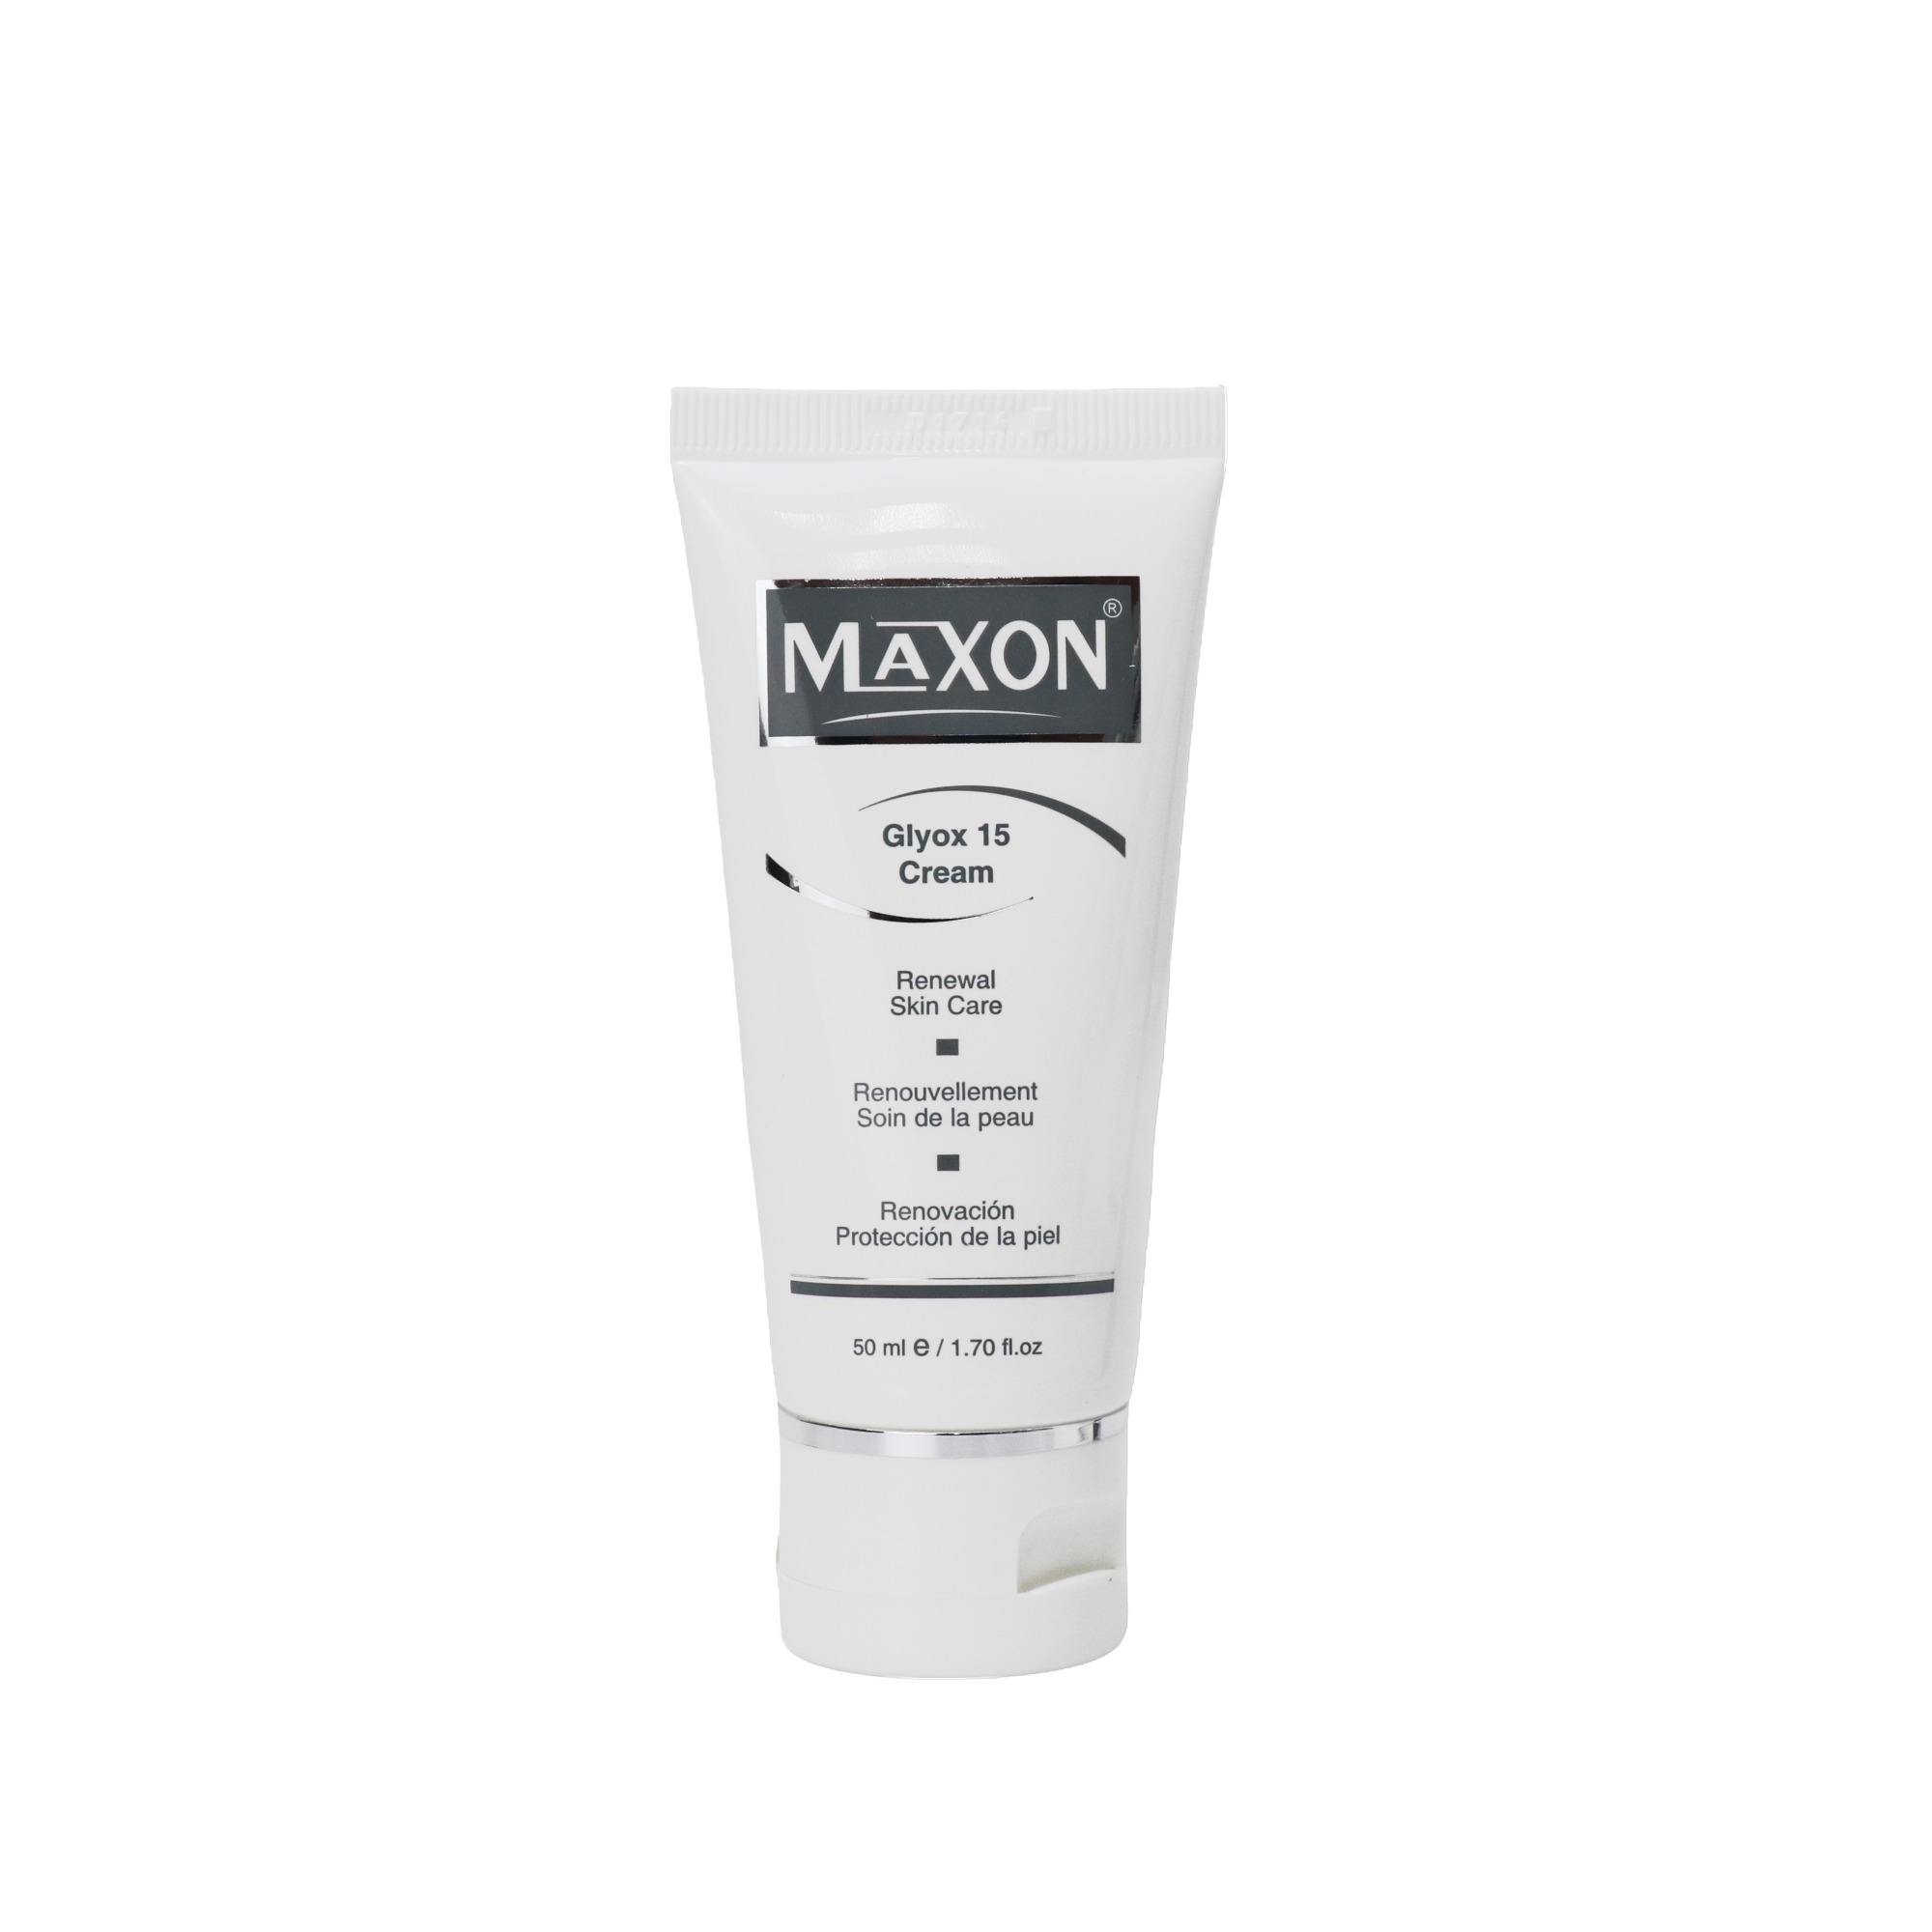 MAXON®
Glyox 15
Cream
Renewal
Skin Care
Renouvellement
Soin de la peau
Renovación
Protección de la piel
50 ml ℮ / 1.70 fl.oz